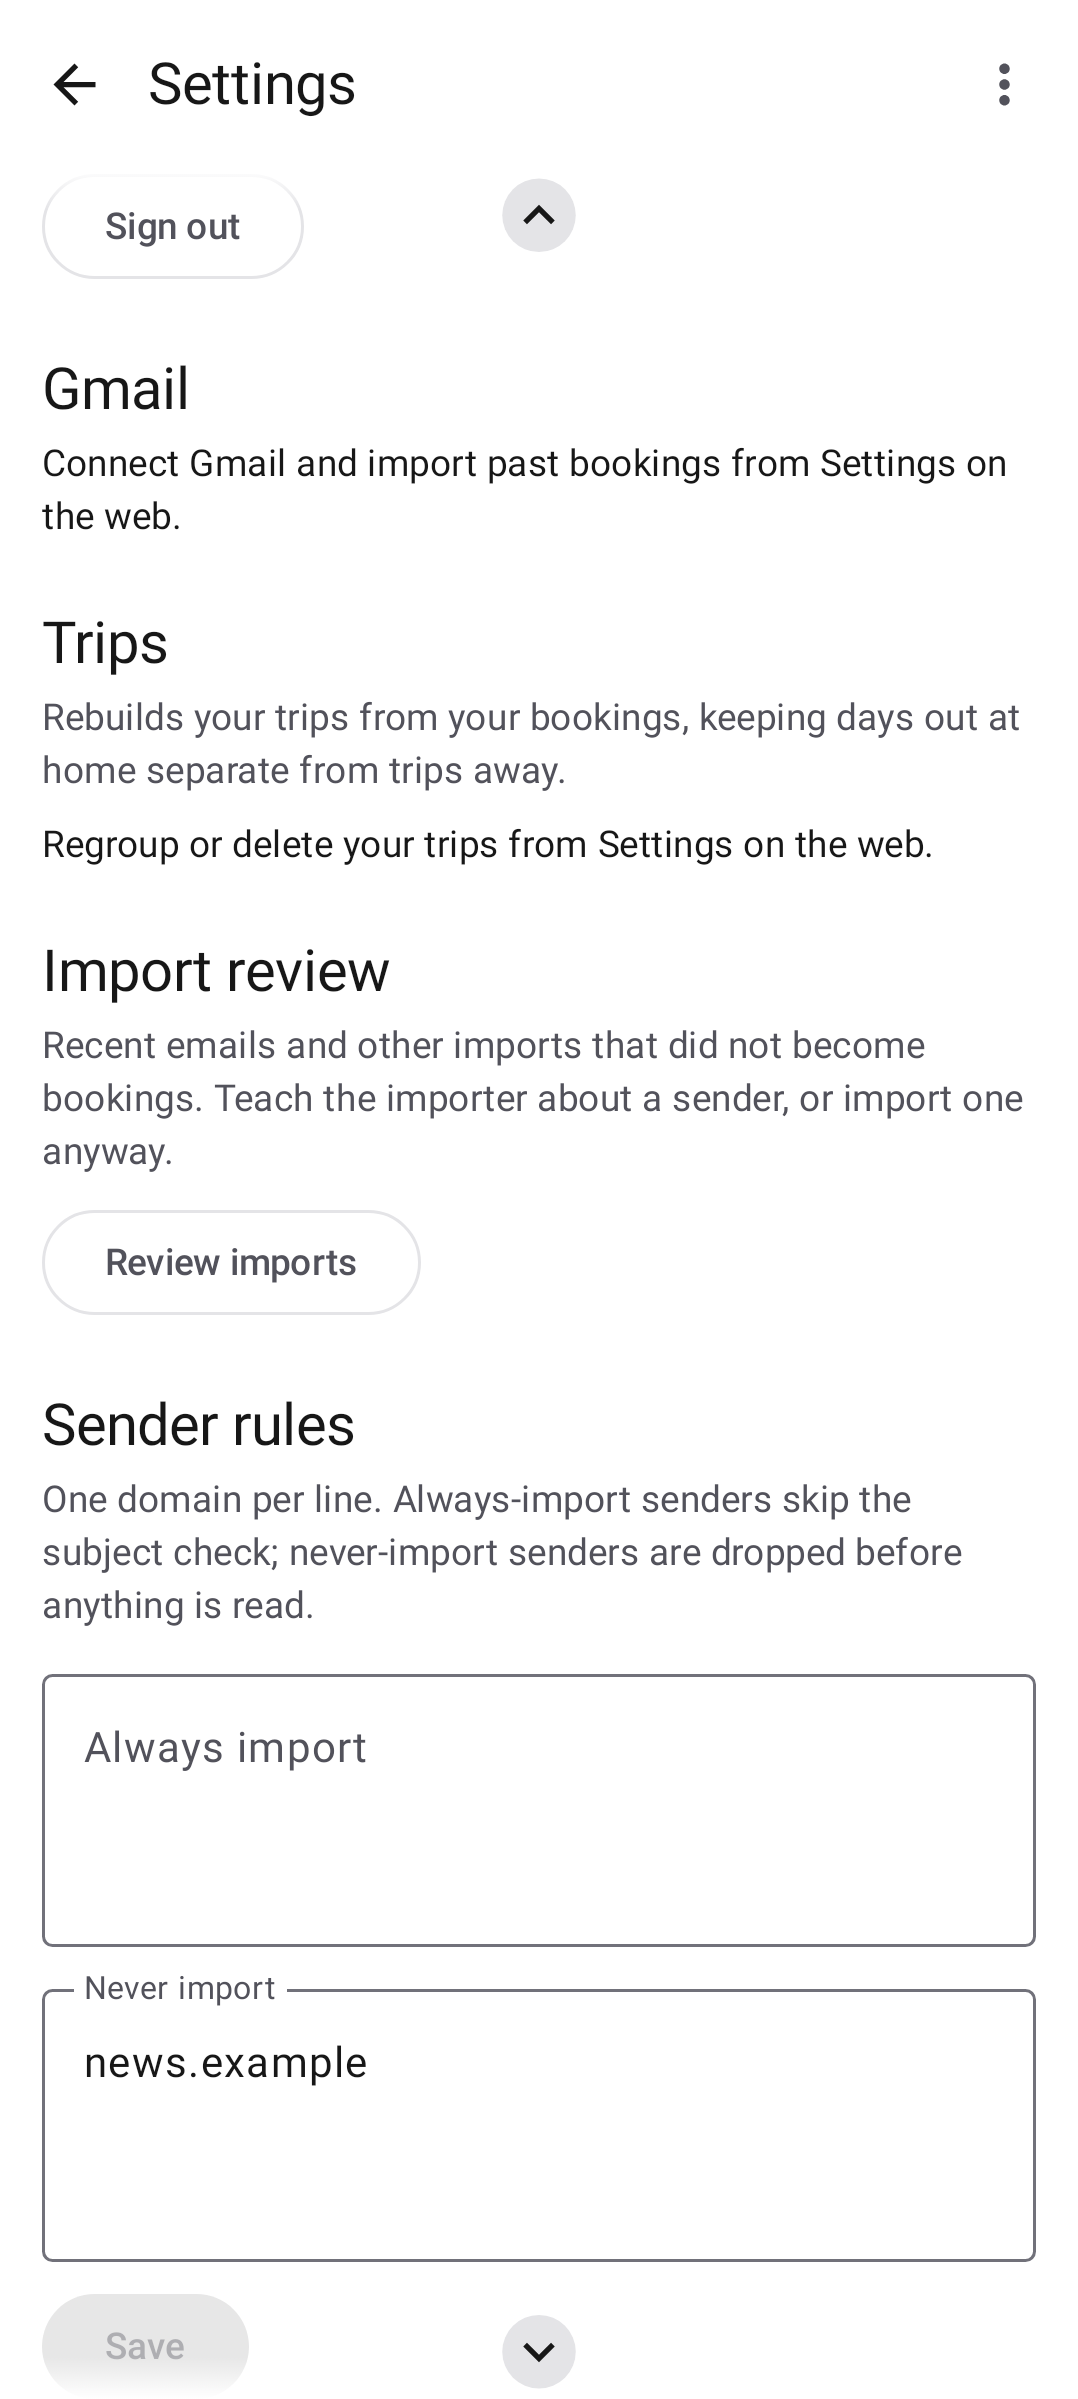 Settings
Sign out
Gmail
Connect Gmail and import past bookings from Settings on
the web.
Trips
Rebuilds your trips from your bookings, keeping days out at
home separate from trips away.
Regroup or delete your trips from Settings on the web.
Import review
Recent emails and other imports that did not become
bookings. Teach the importer about a sender, or import one
anyway.
Review imports
Sender rules
One domain per line. Always-import senders skip the
subject check; never-import senders are dropped before
anything is read.
Always import
Never import
news.example
Save